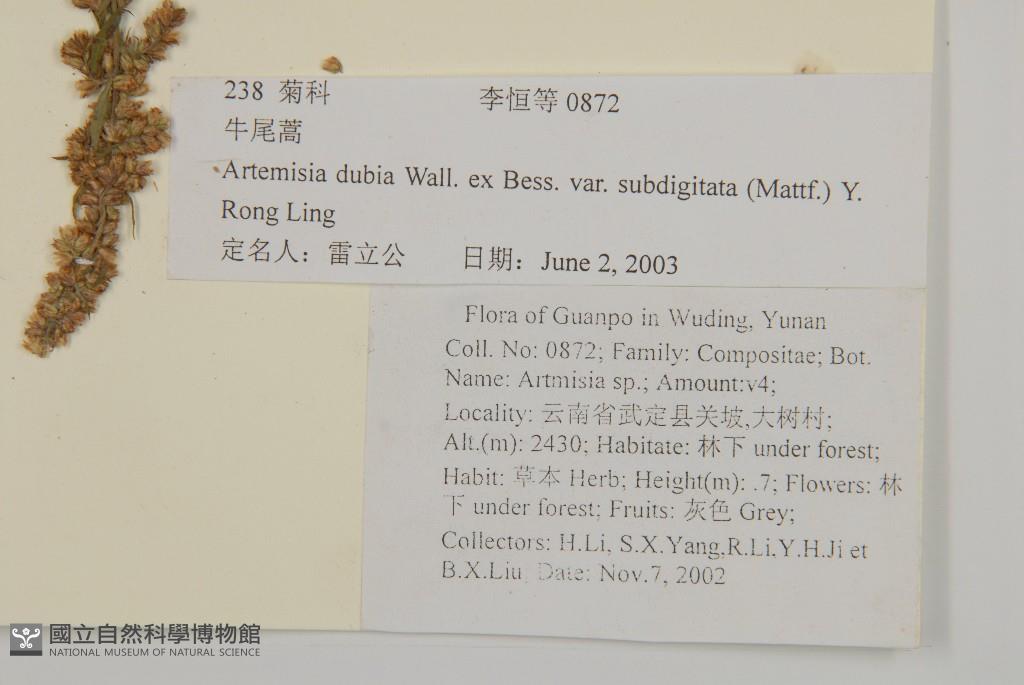 238 菊科 李恒等 0872
牛尾蒿
Artemisia dubia Wall. ex Bess. var. subdigitata (Mattf.) Y.
Rong Ling
定名人：雷立公 日期：June 2, 2003
Flora of Guanpo in Wuding, Yunan
Coll. No: 0872; Family: Compositae; Bot.
Name: Artmisia sp.; Amount:v4;
Locality: 云南省武定县关坡,大树村;
Alt.(m): 2430; Habitate: 林下 under forest;
Habit: 草本 Herb; Height(m): .7; Flowers: 林
下 under forest; Fruits: 灰色 Grey;
Collectors: H.Li, S.X.Yang,R.Li,Y.H.Ji et
B.X.Liu; Date: Nov.7, 2002
國立自然科學博物館
NATIONAL MUSEUM OF NATURAL SCIENCE